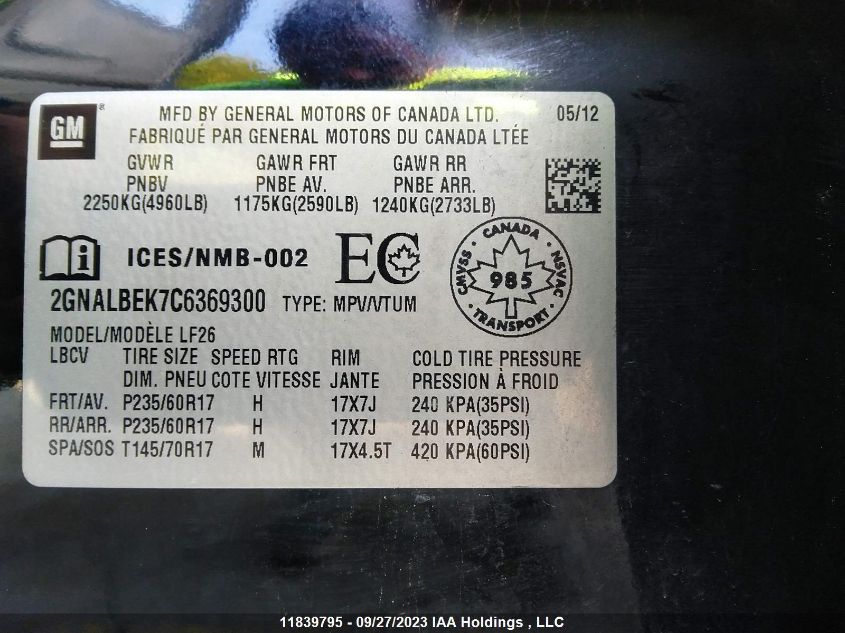 GM ® MFD BY GENERAL MOTORS OF CANADA LTD. 05/12
FABRIQUÉ PAR GENERAL MOTORS DU CANADA LTÉE
GVWR GAWR FRT GAWR RR
PNBV PNBE AV. PNBE ARR.
2250KG(4960LB) 1175KG(2590LB) 1240KG(2733LB)
i ICES/NMB-002 EC
CANADA
CMVSS 985 NSVAC
TRANSPORT
2GNALBEK7C6369300 TYPE: MPV/VTUM
MODEL/MODÈLE LF26
LBCV TIRE SIZE SPEED RTG RIM COLD TIRE PRESSURE
DIM. PNEU COTE VITESSE JANTE PRESSION À FROID
FRT/AV. P235/60R17 H 17X7J 240 KPA(35PSI)
RR/ARR. P235/60R17 H 17X7J 240 KPA(35PSI)
SPA/SOS T145/70R17 M 17X4.5T 420 KPA(60PSI)
11839795 - 09/27/2023 IAA Holdings , LLC